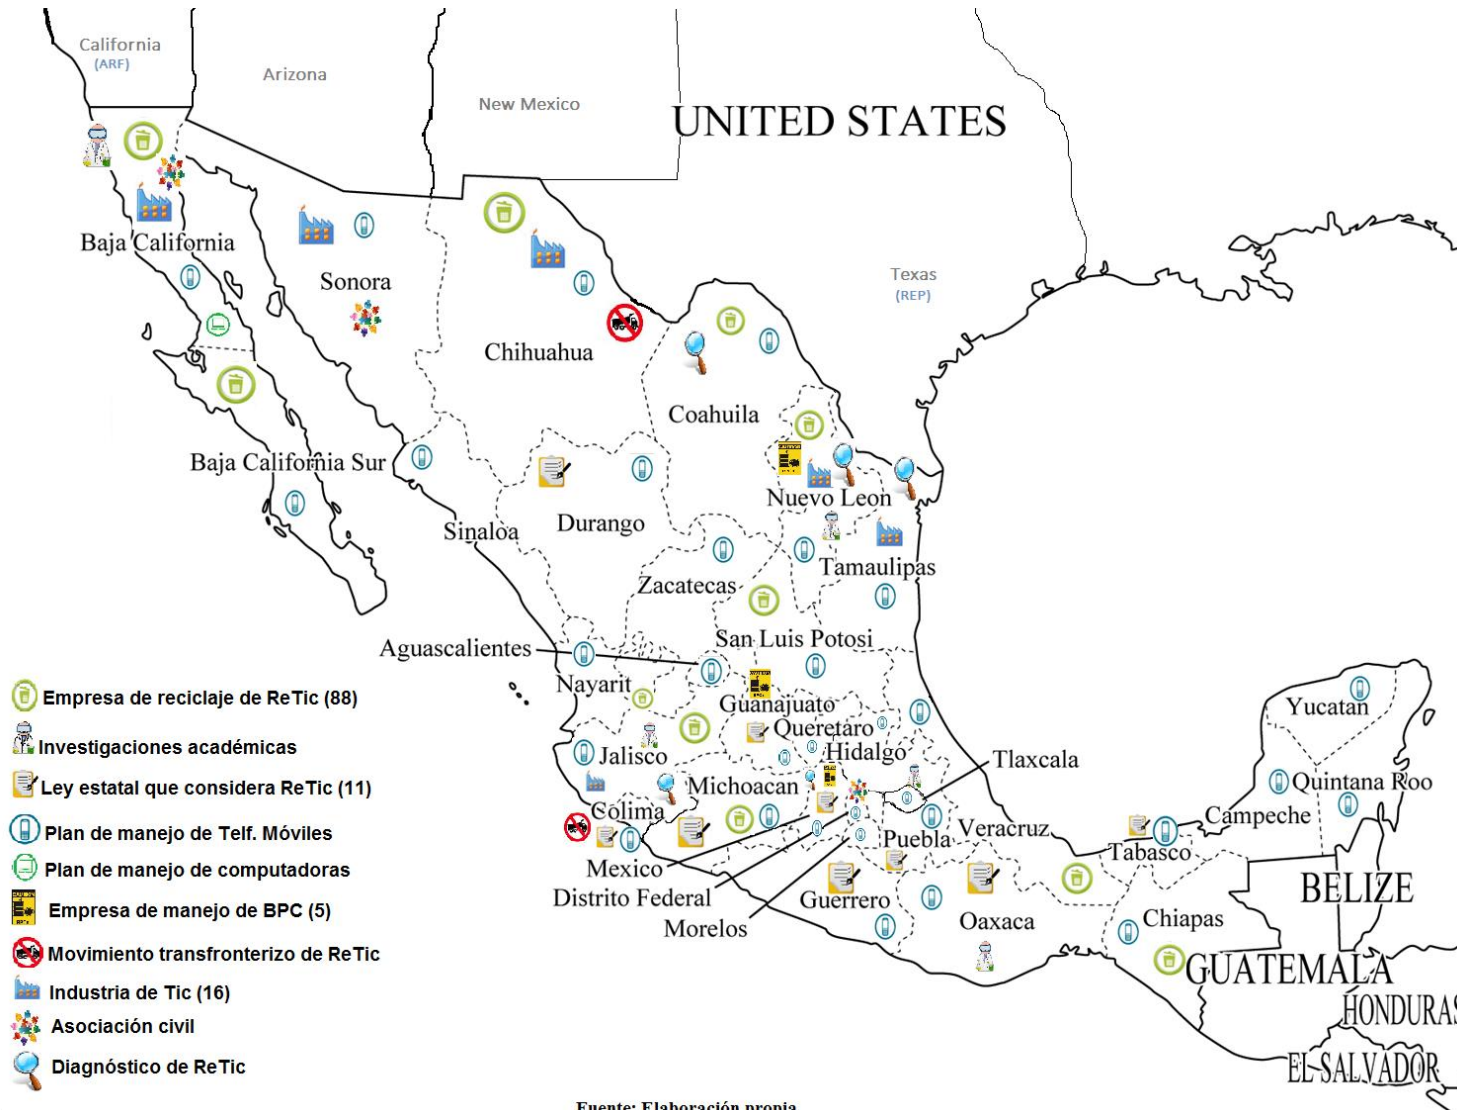 California
(ARF)
Arizona
New Mexico
UNITED STATES
Baja California
Sonora
Texas
(REP)
Chihuahua
Coahuila
Baja California Sur
Nuevo Leon
Sinaloa
Durango
Tamaulipas
Zacatecas
San Luis Potosi
Aguascalientes
Nayarit
Guanajuato
Queretaro
Hidalgo
Yucatan
Jalisco
Tlaxcala
Michoacan
Quintana Roo
Colima
Campeche
Puebla
Veracruz
Tabasco
Mexico
Distrito Federal
Guerrero
Morelos
Oaxaca
Chiapas
BELIZE
GUATEMALA
HONDURAS
EL SALVADOR
Empresa de reciclaje de ReTic (88)
Investigaciones académicas
Ley estatal que considera ReTic (11)
Plan de manejo de Telf. Móviles
Plan de manejo de computadoras
Empresa de manejo de BPC (5)
Movimiento transfronterizo de ReTic
Industria de Tic (16)
Asociación civil
Diagnóstico de ReTic
Fuente: Elaboración propia